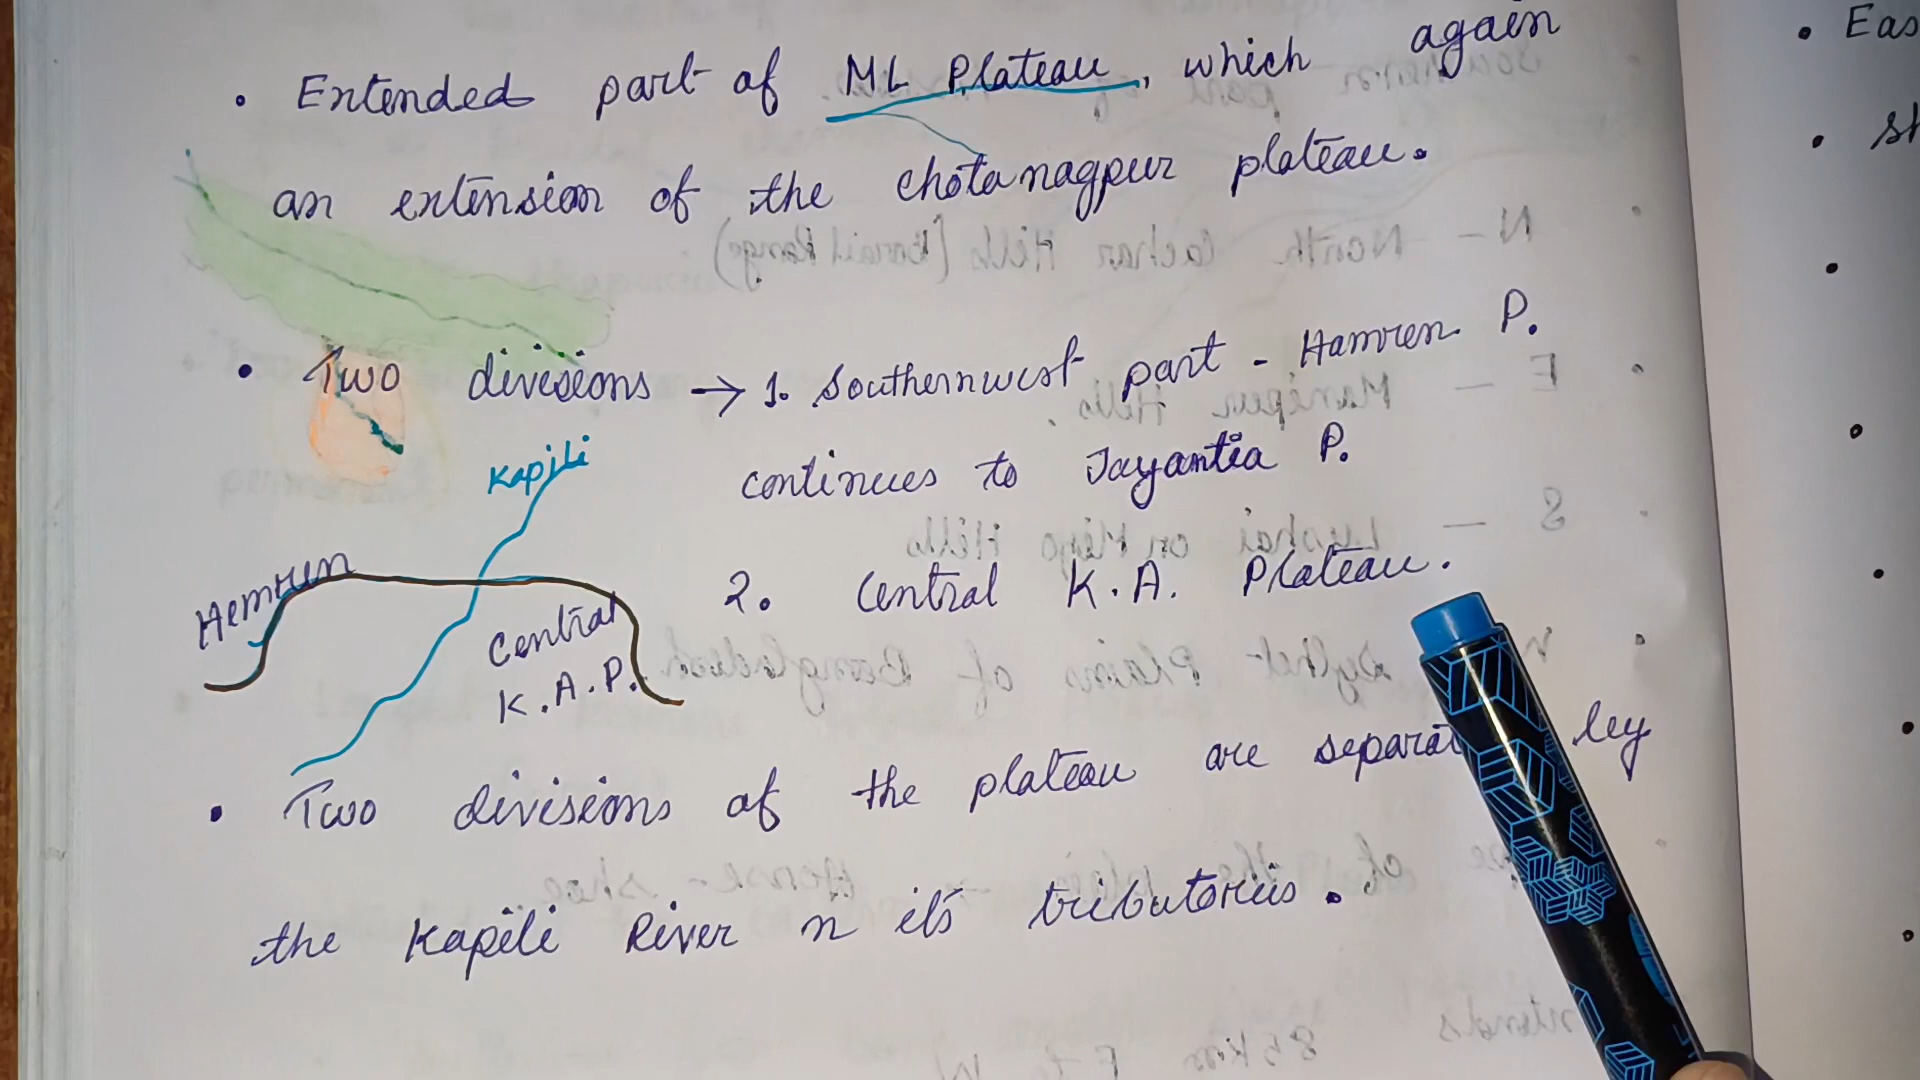 • Extended part of ML Plateau, which again
an extension of the chotanagpur plateau.
• Two divisions → 1. Southernwest part - Hamren P.
continues to Jayantia P.
Kapili
Hemren
2. Central K.A. Plateau.
Central
K.A.P.
• Two divisions of the plateau are separat ley
the Kapili River n it's tributories.
• Eas
• sh